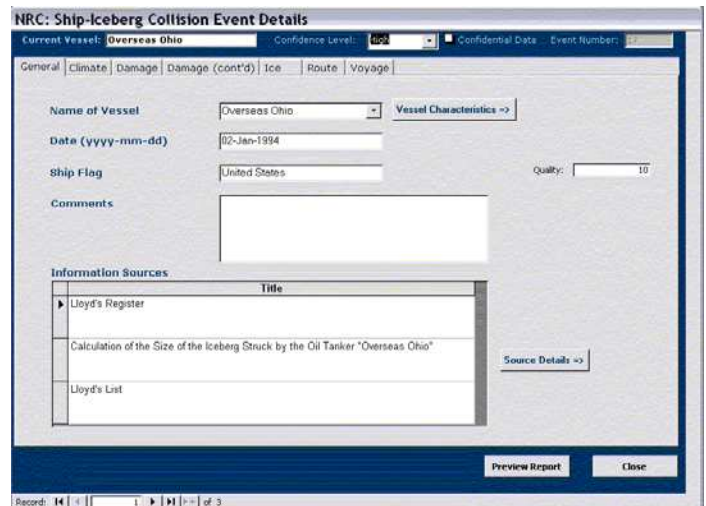 NRC: Ship-Iceberg Collision Event Details
Current Vessel: Overseas Ohio Confidence Level: High Confidential Data Event Number:
General Climate Damage Damage (cont'd) Ice Route Voyage
Name of Vessel Overseas Ohio Vessel Characteristics =>
Date (yyyy-mm-dd) 02-Jan-1994
Ship Flag United States Quality: 10
Comments
Information Sources
Title
Lloyd's Register
Calculation of the Size of the Iceberg Struck by the Oil Tanker "Overseas Ohio"
Source Details =>
Lloyd's List
Preview Report Close
Record: 1 of 3